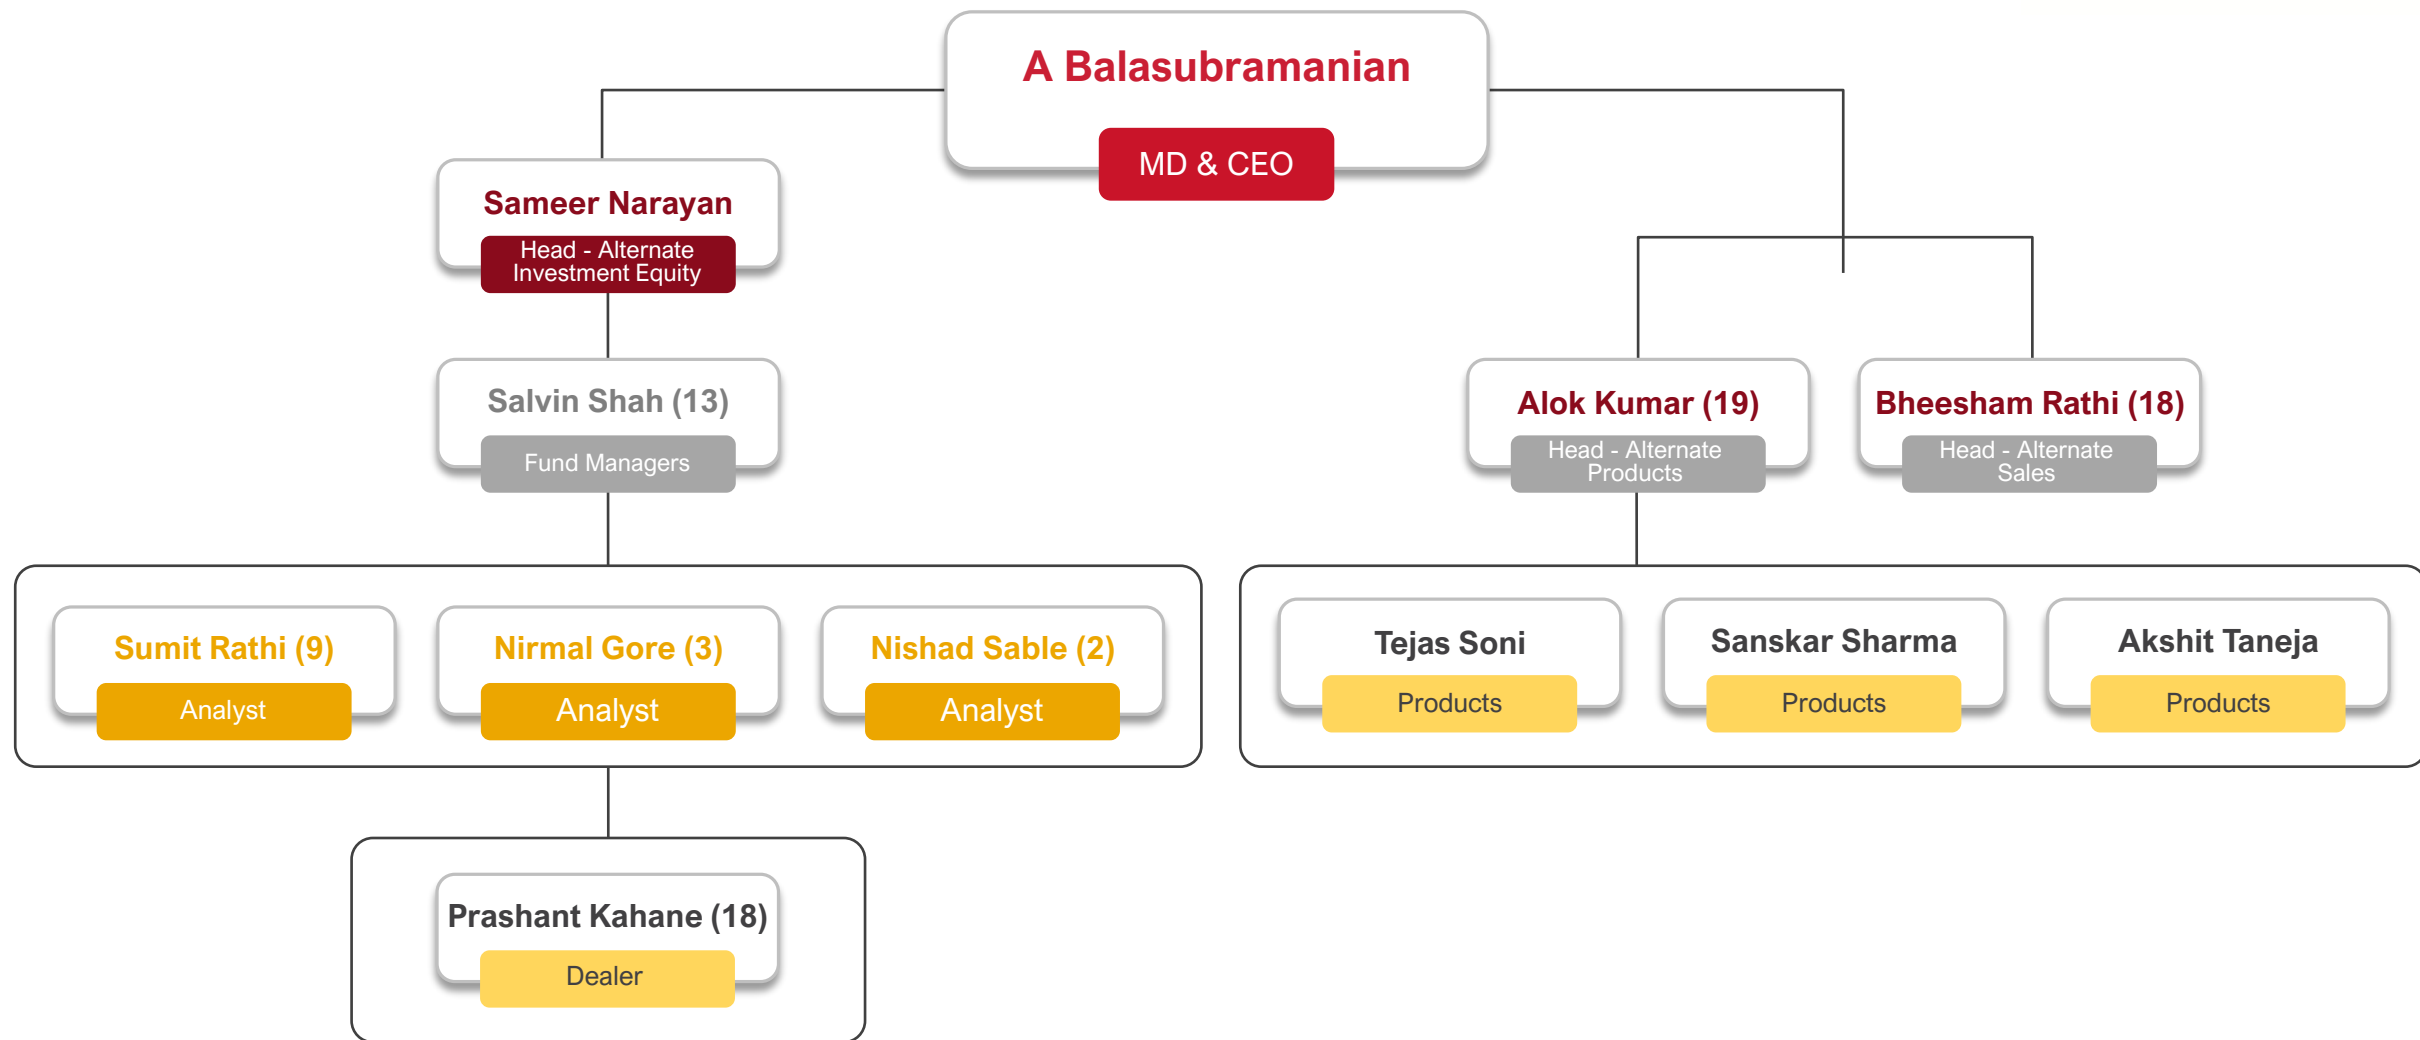 A Balasubramanian
MD & CEO
Sameer Narayan
Head - Alternate
Investment Equity
Salvin Shah (13)
Fund Managers
Alok Kumar (19)
Head - Alternate
Products
Bheesham Rathi (18)
Head - Alternate
Sales
Sumit Rathi (9)
Analyst
Nirmal Gore (3)
Analyst
Nishad Sable (2)
Analyst
Tejas Soni
Products
Sanskar Sharma
Products
Akshit Taneja
Products
Prashant Kahane (18)
Dealer